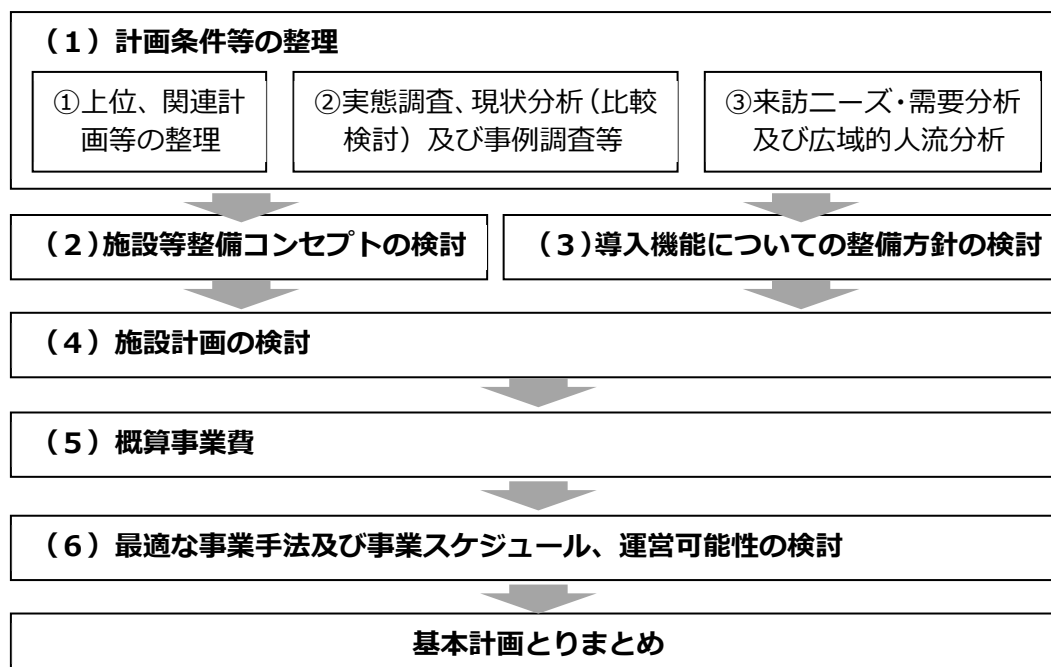 （１）計画条件等の整理
①上位、関連計
画等の整理
②実態調査、現状分析（比較
検討）及び事例調査等
③来訪ニーズ・需要分析
及び広域的人流分析
（２）施設等整備コンセプトの検討
（３）導入機能についての整備方針の検討
（４）施設計画の検討
（５）概算事業費
（６）最適な事業手法及び事業スケジュール、運営可能性の検討
基本計画とりまとめ